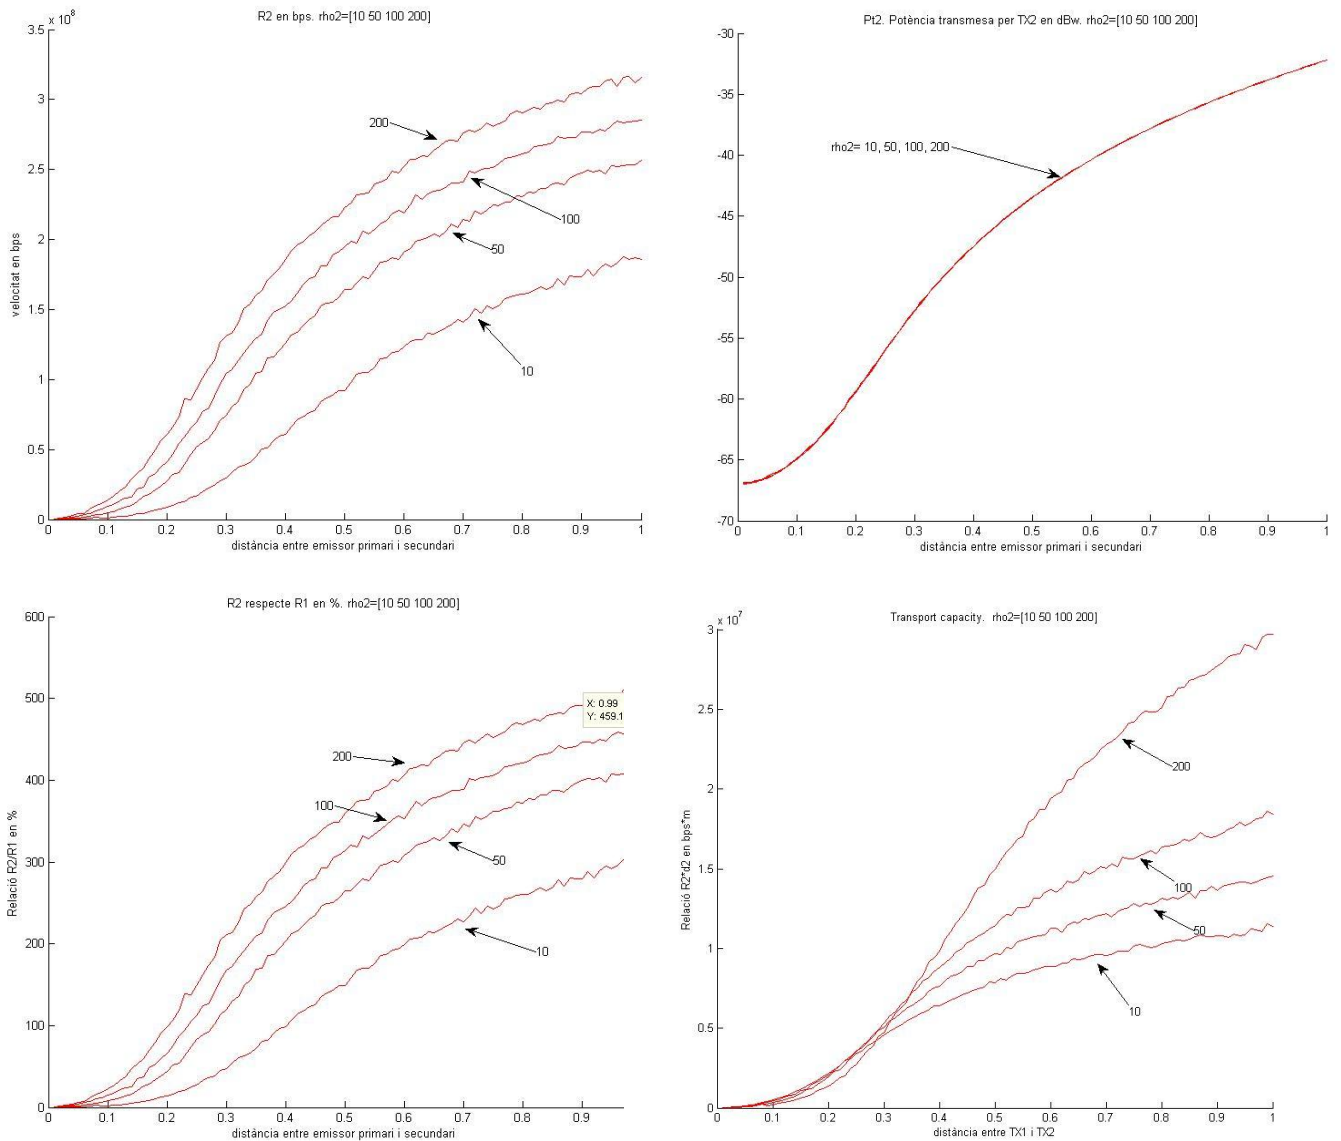 R2 en bps. rho2=[10 50 100 200]
x 10^8
3.5
3
2.5
2
1.5
1
0.5
0
velocitat en bps
200
100
50
10
0 0.1 0.2 0.3 0.4 0.5 0.6 0.7 0.8 0.9 1
distància entre emissor primari i secundari
Pt2. Potència transmesa per TX2 en dBw. rho2=[10 50 100 200]
-30
-35
-40
-45
-50
-55
-60
-65
-70
rho2= 10, 50, 100, 200
0 0.1 0.2 0.3 0.4 0.5 0.6 0.7 0.8 0.9 1
distància entre emissor primari i secundari
R2 respecte R1 en %. rho2=[10 50 100 200]
600
500
400
300
200
100
0
Relació R2/R1 en %
X: 0.99
Y: 459.1
200
100
50
10
0 0.1 0.2 0.3 0.4 0.5 0.6 0.7 0.8 0.9
distància entre emissor primari i secundari
Transport capacity. rho2=[10 50 100 200]
x 10^7
3
2.5
2
1.5
1
0.5
0
Relació R2*d2 en bps*m
200
100
50
10
0 0.1 0.2 0.3 0.4 0.5 0.6 0.7 0.8 0.9 1
distància entre TX1 i TX2